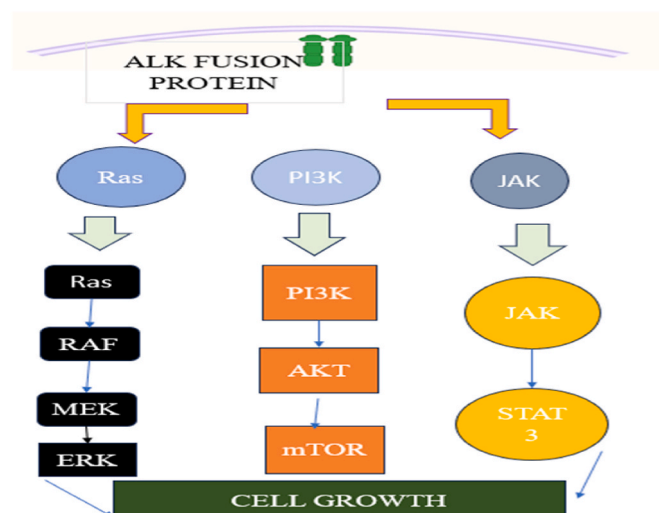 ALK FUSION
PROTEIN
Ras
PI3K
JAK
Ras
PI3K
JAK
RAF
AKT
MEK
STAT
3
ERK
mTOR
CELL GROWTH